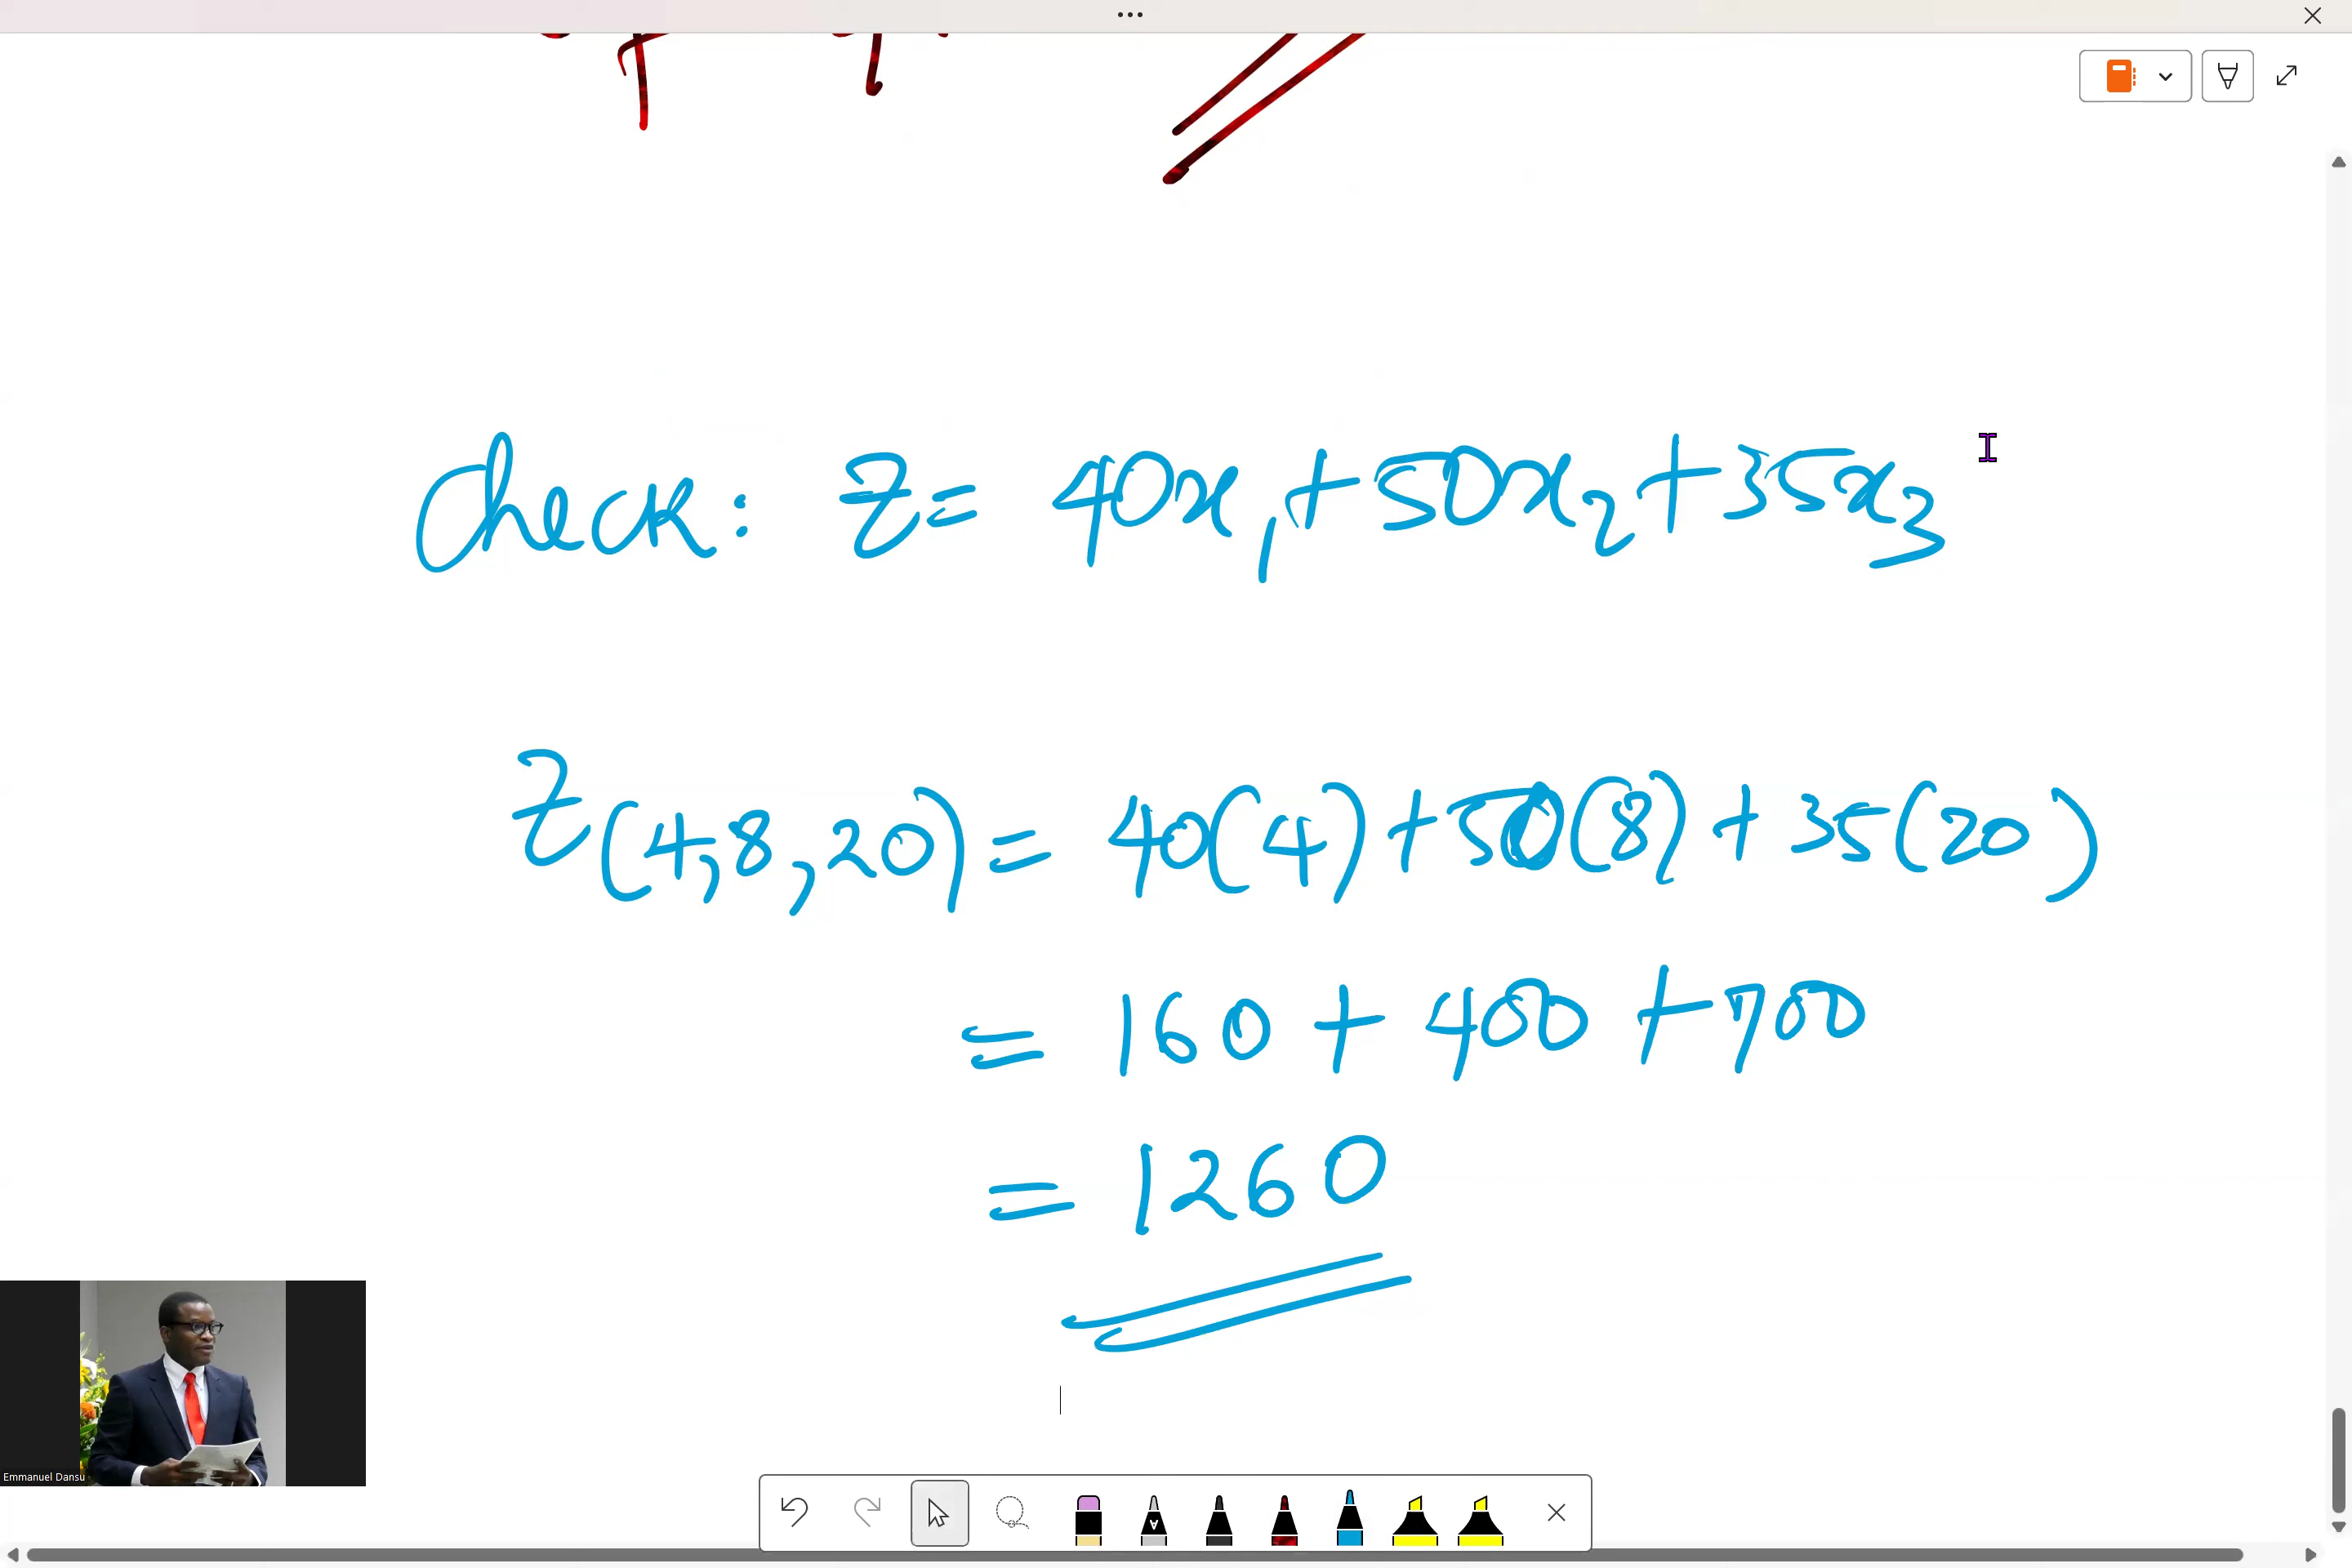 Check: Z = 40x₁ + 50x₂ + 35x₃
Z(4,8,20) = 40(4) + 50(8) + 35(20)
= 160 + 400 + 700
= 1260
Emmanuel Dansu